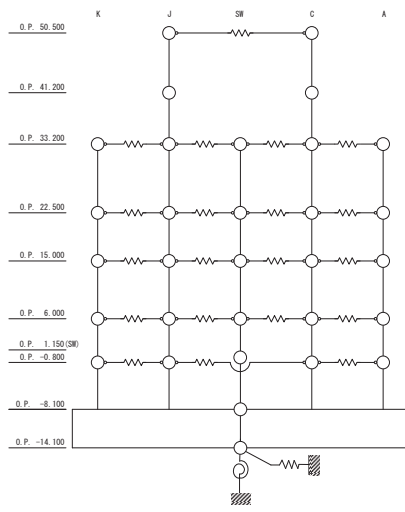 K J SW C A
O.P. 50.500
O.P. 41.200
O.P. 33.200
O.P. 22.500
O.P. 15.000
O.P. 6.000
O.P. 1.150(SW)
O.P. -0.800
O.P. -8.100
O.P. -14.100